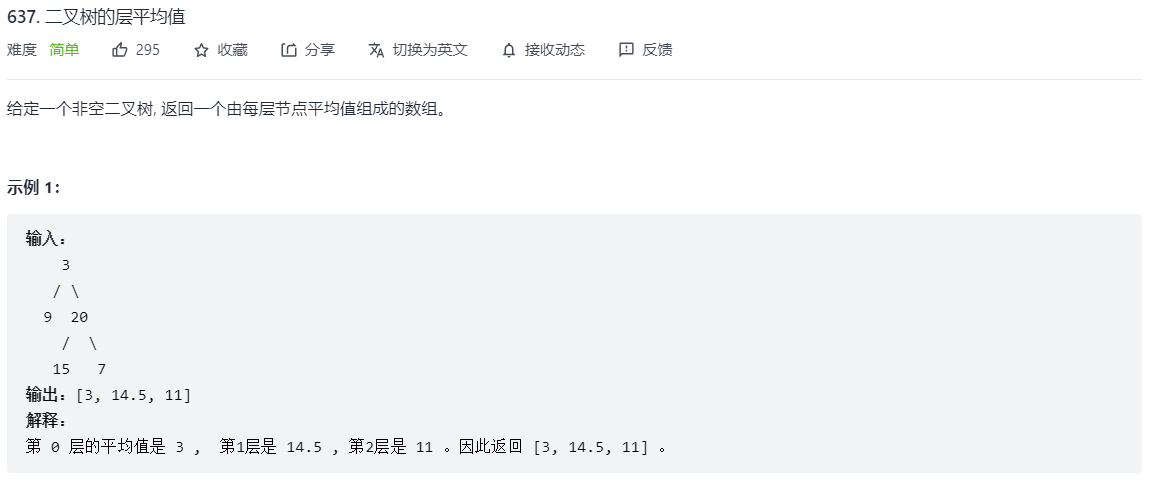 637. 二叉树的层平均值
难度 简单 295 收藏 分享 切换为英文 接收动态 反馈
给定一个非空二叉树, 返回一个由每层节点平均值组成的数组。
示例 1：
输入：
3
/ \
9 20
/ \
15 7
输出：[3, 14.5, 11]
解释：
第 0 层的平均值是 3 , 第1层是 14.5 , 第2层是 11 。因此返回 [3, 14.5, 11] 。